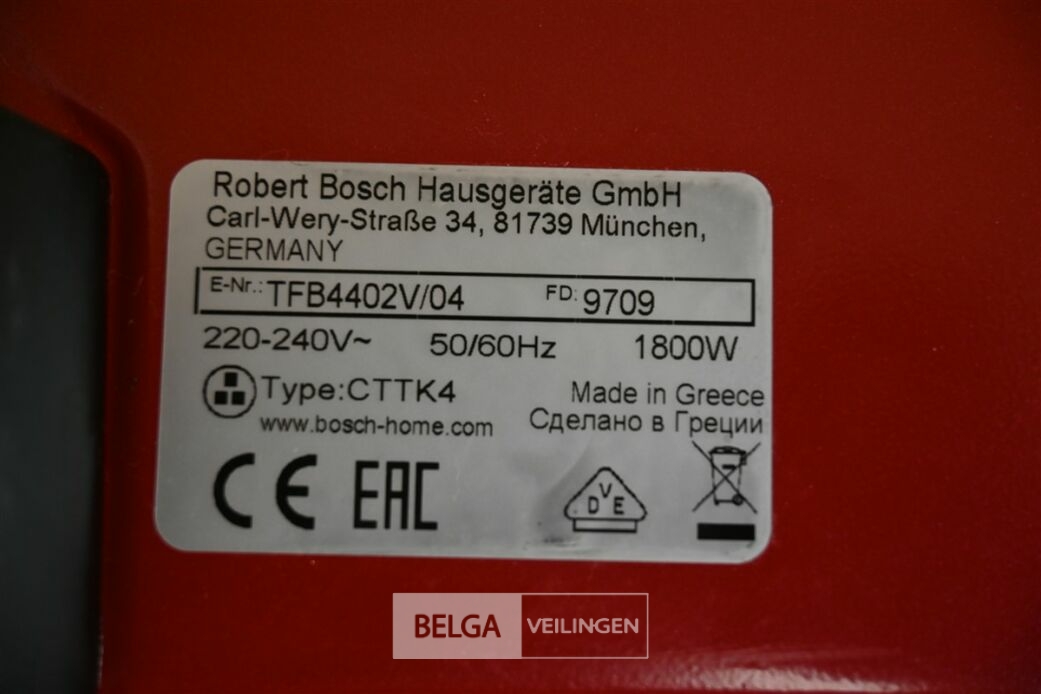 Robert Bosch Hausgeräte GmbH
Carl-Wery-Straße 34, 81739 München,
GERMANY
E-Nr.: TFB4402V/04 FD: 9709
220-240V~ 50/60Hz 1800W
Type:CTTK4 Made in Greece
www.bosch-home.com Сделано в Греции
CE EAC DVE
BELGA VEILINGEN